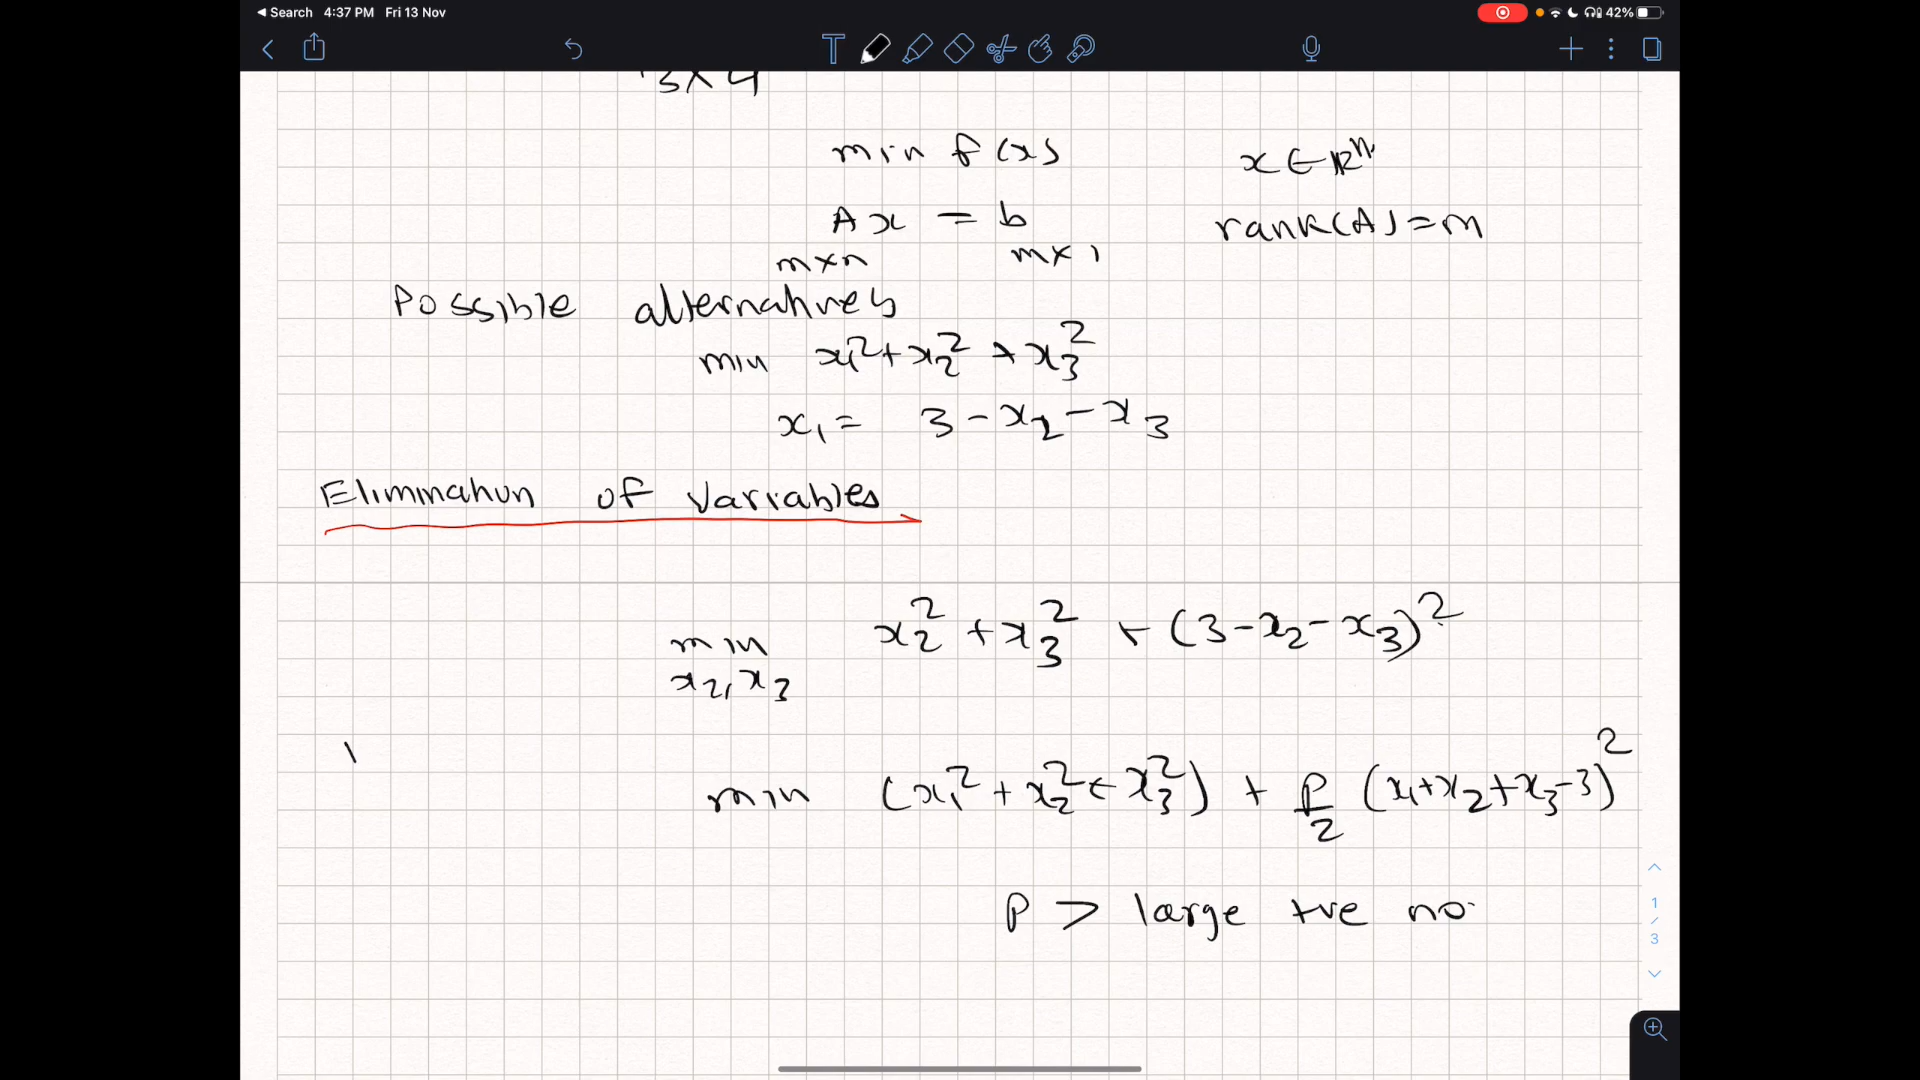 Search 4:37 PM Fri 13 Nov 42%
3×4
min f(x) x ∈ ℝⁿ
Ax = b rank(A) = m
m×n m×1
Possible alternatives
min x₁² + x₂² + x₃²
x₁ = 3 - x₂ - x₃
Elimination of variables
min x₂² + x₃² + (3 - x₂ - x₃)²
x₂, x₃
min (x₁² + x₂² + x₃²) + P/2 (x₁ + x₂ + x₃ - 3)²
P > large +ve no.
1
/
3